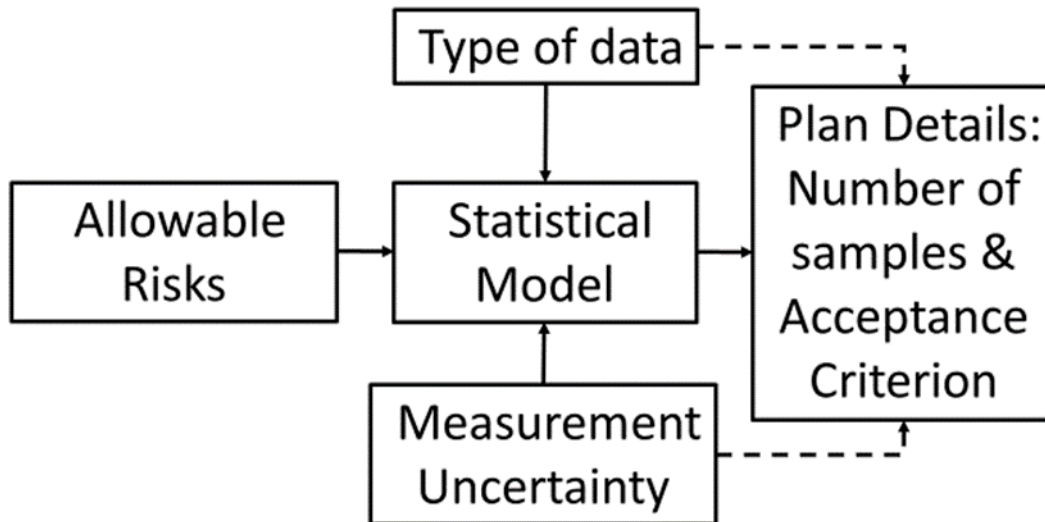 Type of data
Allowable
Risks
Statistical
Model
Measurement
Uncertainty
Plan Details:
Number of
samples &
Acceptance
Criterion